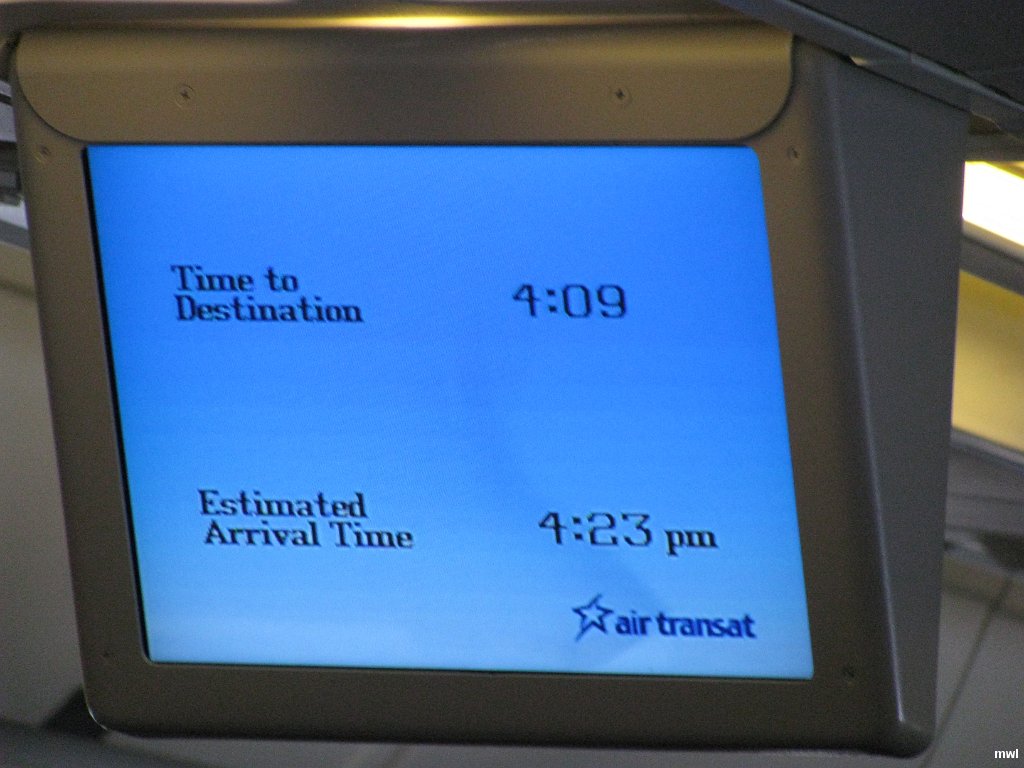 Time to
Destination
4:09
Estimated
Arrival Time
4:23 pm
air transat
mwl